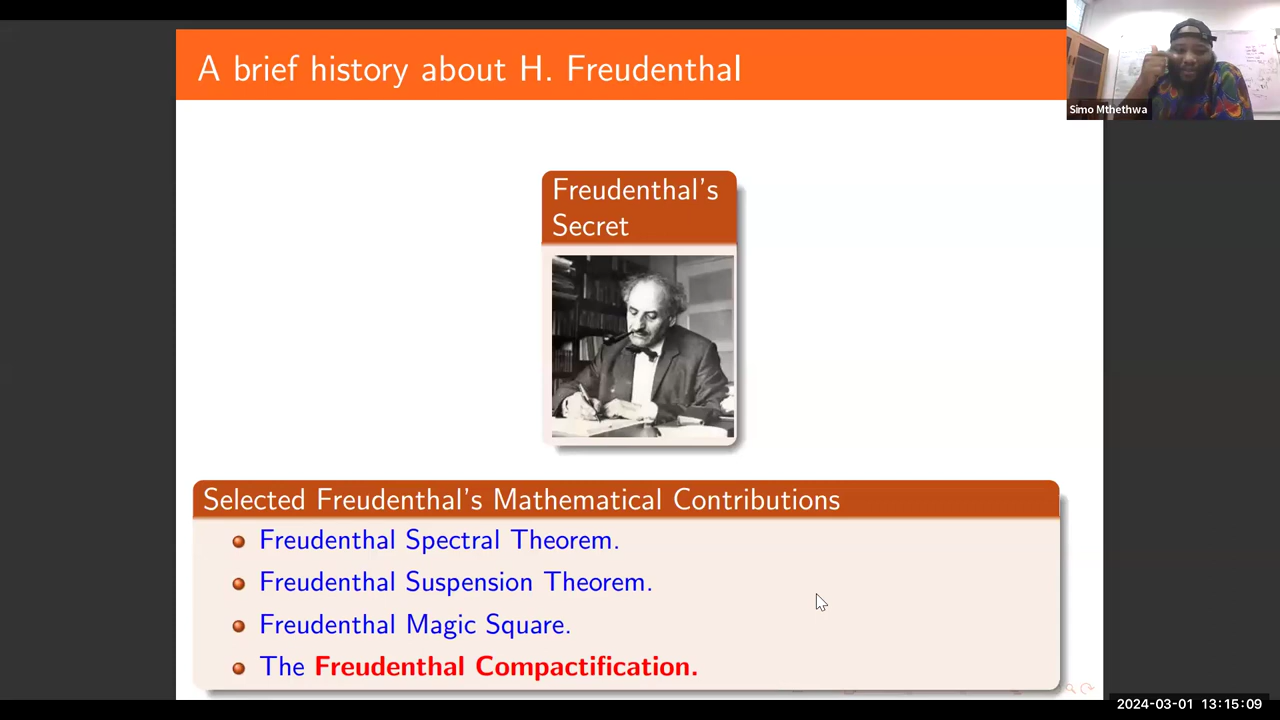 A brief history about H. Freudenthal
Simo Mthethwa
Freudenthal's
Secret
Selected Freudenthal's Mathematical Contributions
Freudenthal Spectral Theorem.
Freudenthal Suspension Theorem.
Freudenthal Magic Square.
The Freudenthal Compactification.
2024-03-01 13:15:09